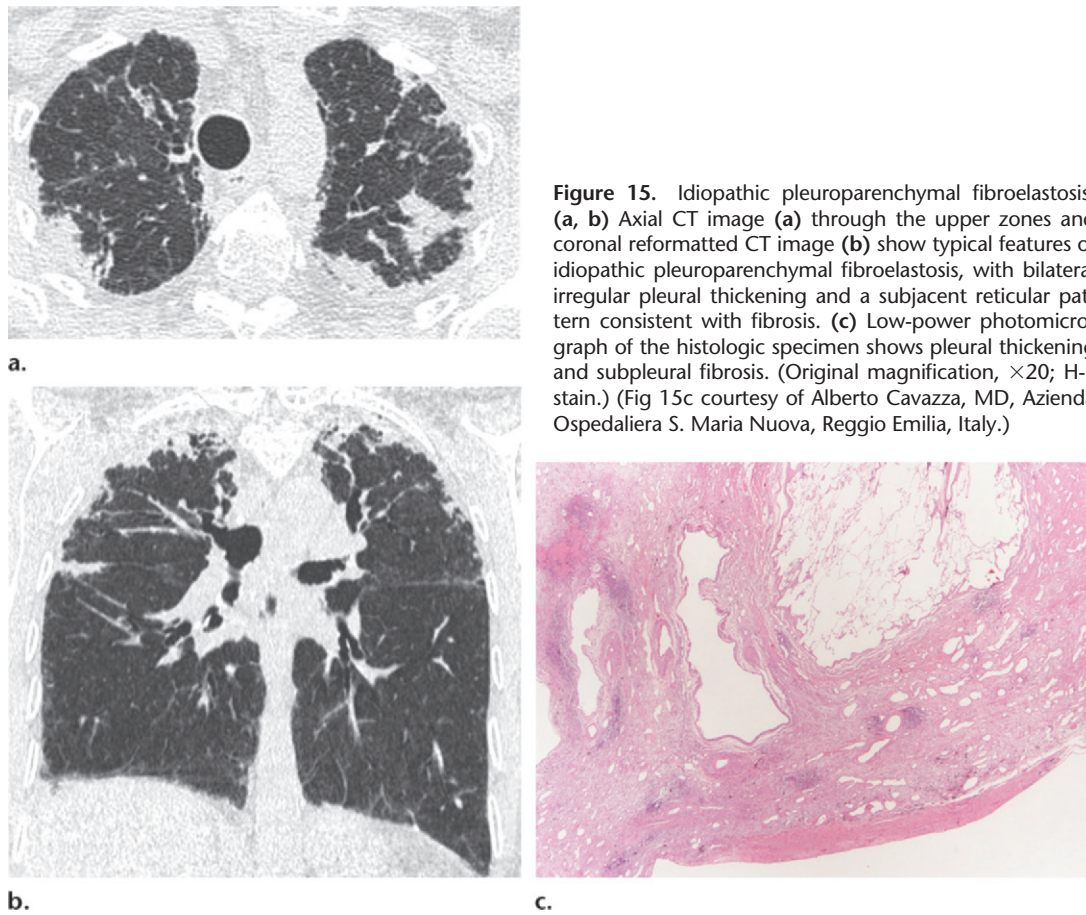 Figure 15. Idiopathic pleuroparenchymal fibroelastosis
(a, b) Axial CT image (a) through the upper zones and
coronal reformatted CT image (b) show typical features o
idiopathic pleuroparenchymal fibroelastosis, with bilatera
irregular pleural thickening and a subjacent reticular pat
tern consistent with fibrosis. (c) Low-power photomicro
graph of the histologic specimen shows pleural thickening
and subpleural fibrosis. (Original magnification, ×20; H-
stain.) (Fig 15c courtesy of Alberto Cavazza, MD, Aziend
Ospedaliera S. Maria Nuova, Reggio Emilia, Italy.)
a.
b.
c.